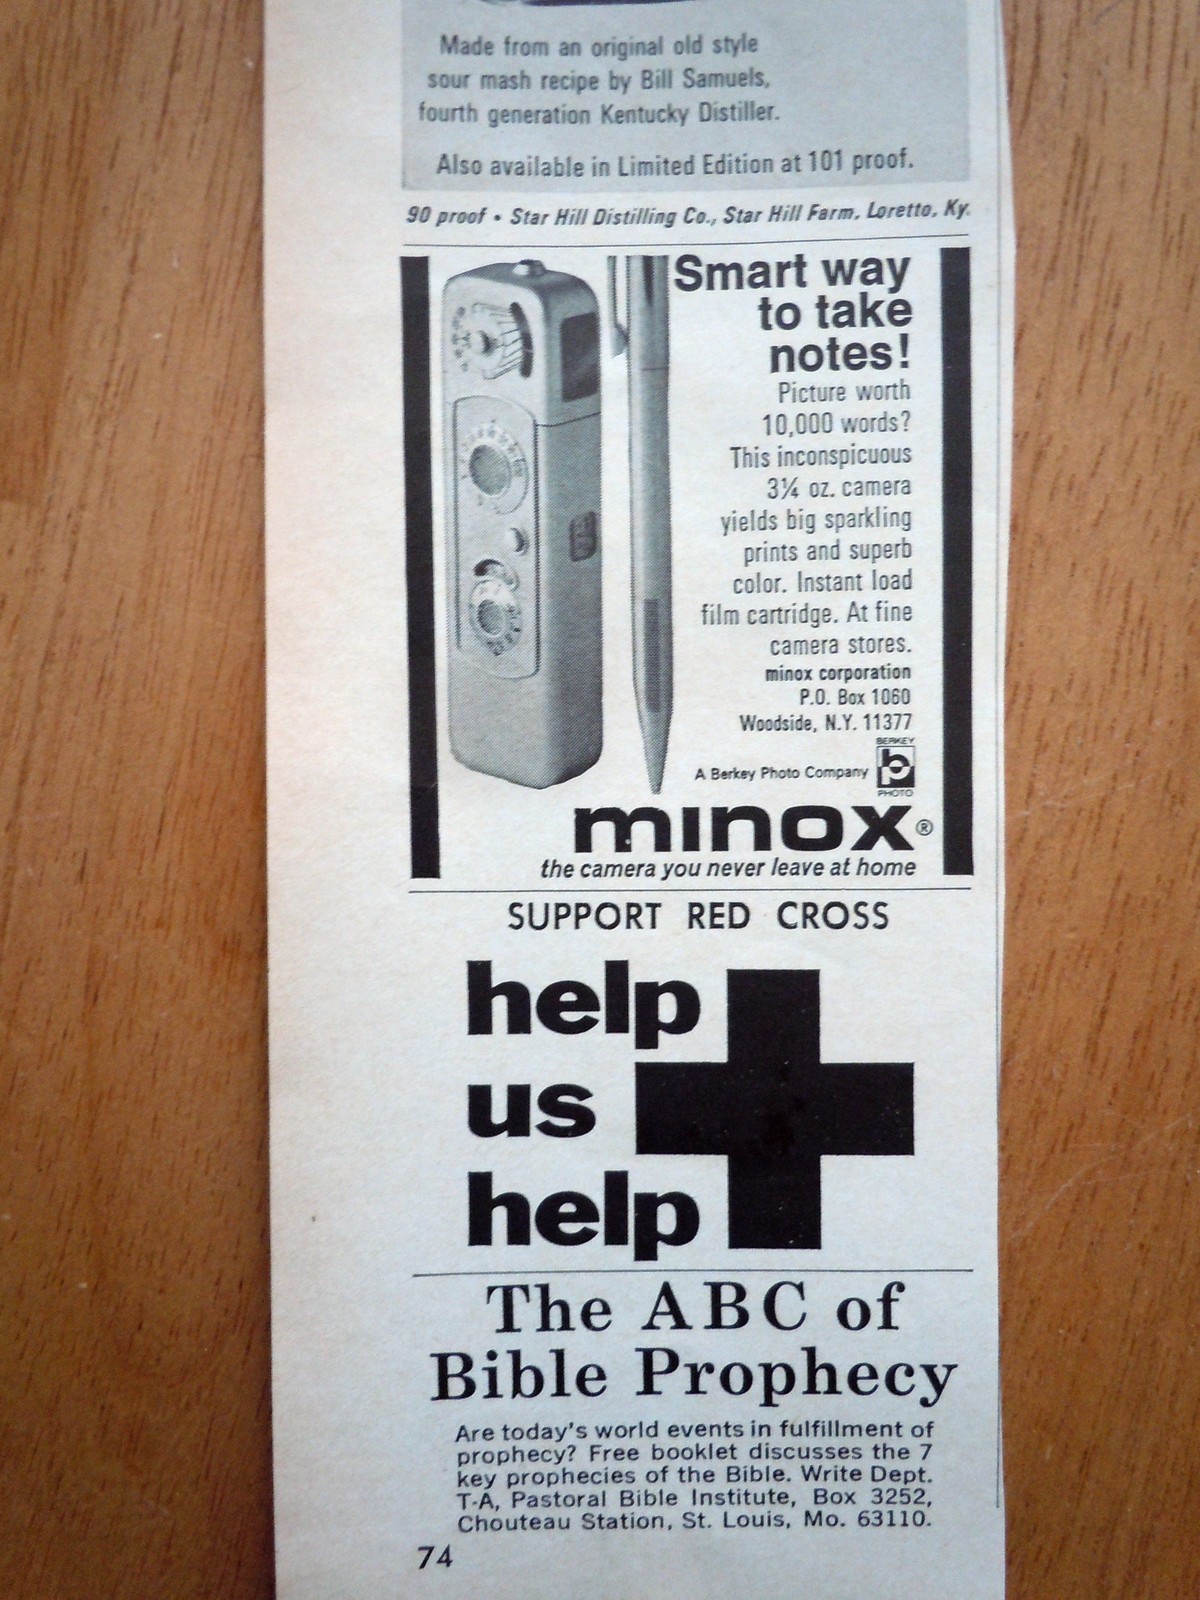 Made from an original old style
sour mash recipe by Bill Samuels,
fourth generation Kentucky Distiller.
Also available in Limited Edition at 101 proof.
90 proof • Star Hill Distilling Co., Star Hill Farm, Loretto, Ky.
Smart way
to take
notes!
Picture worth
10,000 words?
This inconspicuous
3¼ oz. camera
yields big sparkling
prints and superb
color. Instant load
film cartridge. At fine
camera stores.
minox corporation
P.O. Box 1060
Woodside, N.Y. 11377
BERKEY
A Berkey Photo Company
PHOTO
minox®
the camera you never leave at home
SUPPORT RED CROSS
help
us
help
The ABC of
Bible Prophecy
Are today's world events in fulfillment of
prophecy? Free booklet discusses the 7
key prophecies of the Bible. Write Dept.
T-A, Pastoral Bible Institute, Box 3252,
Chouteau Station, St. Louis, Mo. 63110.
74